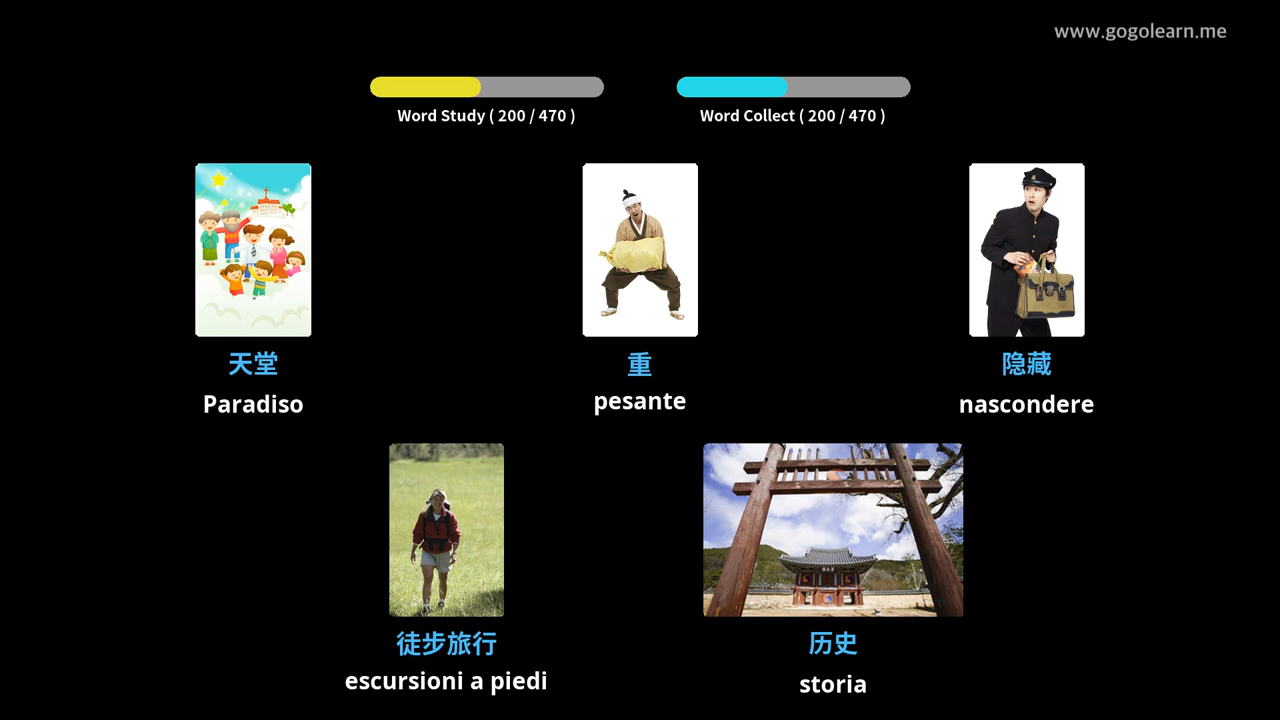 www.gogolearn.me
Word Study ( 200 / 470 )
Word Collect ( 200 / 470 )
天堂
Paradiso
重
pesante
隐藏
nascondere
徒步旅行
escursioni a piedi
历史
storia